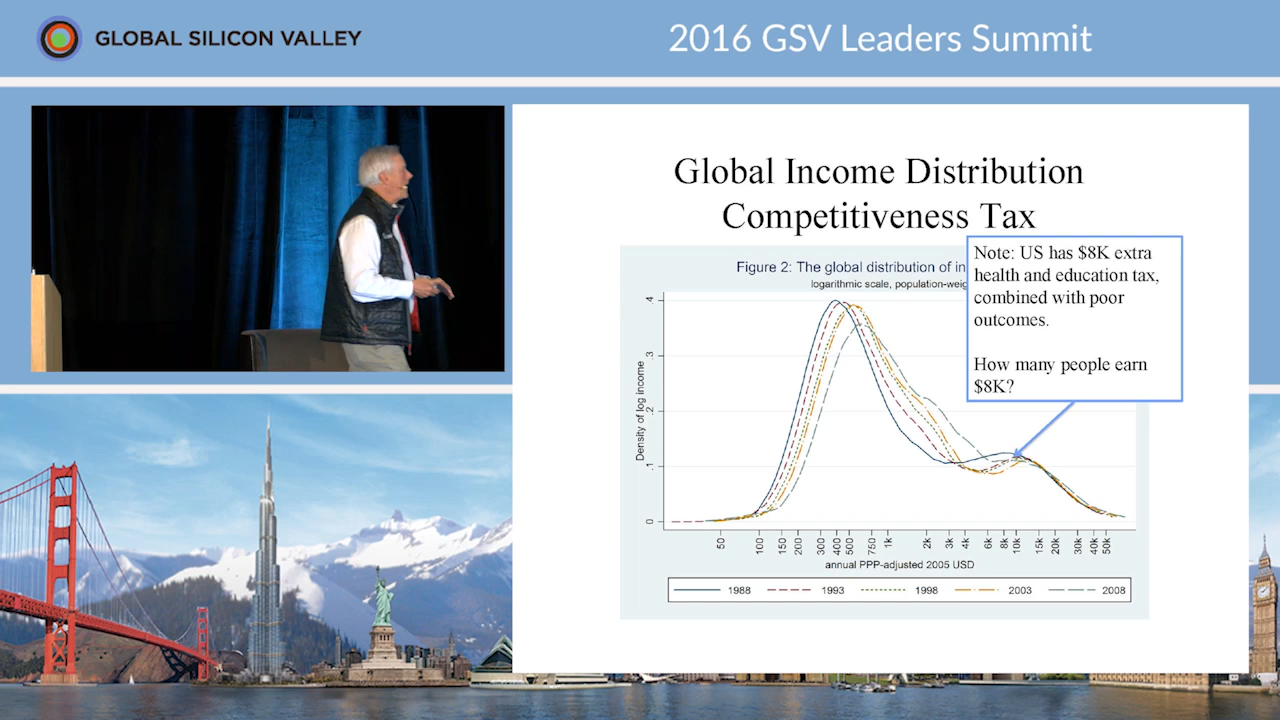 GLOBAL SILICON VALLEY
2016 GSV Leaders Summit
Global Income Distribution
Competitiveness Tax
Figure 2: The global distribution of in
logarithmic scale, population-weig
Note: US has $8K extra
health and education tax,
combined with poor
outcomes.
How many people earn
$8K?
Density of log income
.4
.3
.2
.1
0
50 100 150 200 300 400 500 750 1k 2k 3k 4k 6k 8k 10k 15k 20k 30k 40k 50k
annual PPP-adjusted 2005 USD
1988 1993 1998 2003 2008